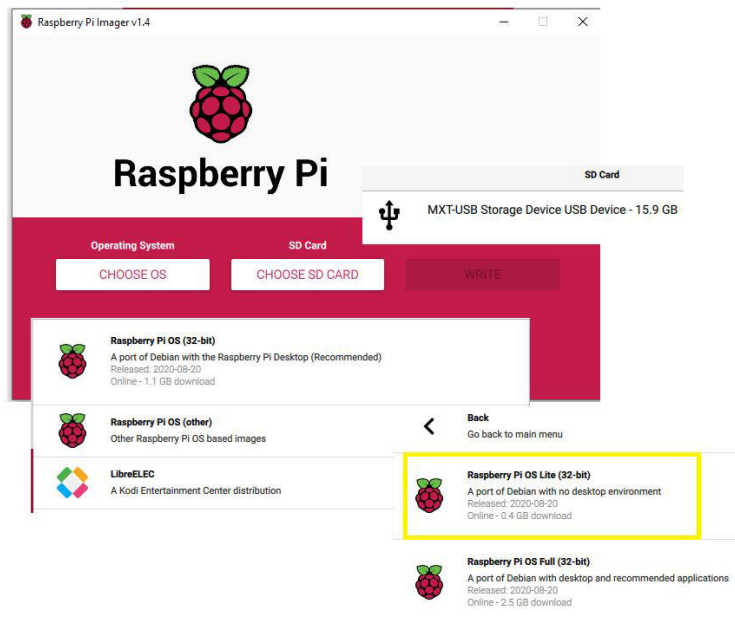 Raspberry Pi Imager v1.4
Raspberry Pi
SD Card
MXT-USB Storage Device USB Device - 15.9 GB
Operating System
SD Card
CHOOSE OS
CHOOSE SD CARD
WRITE
Raspberry Pi OS (32-bit)
A port of Debian with the Raspberry Pi Desktop (Recommended)
Released: 2020-08-20
Online - 1.1 GB download
Raspberry Pi OS (other)
Other Raspberry Pi OS based images
LibreELEC
A Kodi Entertainment Center distribution
Back
Go back to main menu
Raspberry Pi OS Lite (32-bit)
A port of Debian with no desktop environment
Released: 2020-08-20
Online - 0.4 GB download
Raspberry Pi OS Full (32-bit)
A port of Debian with desktop and recommended applications
Released: 2020-08-20
Online - 2.5 GB download